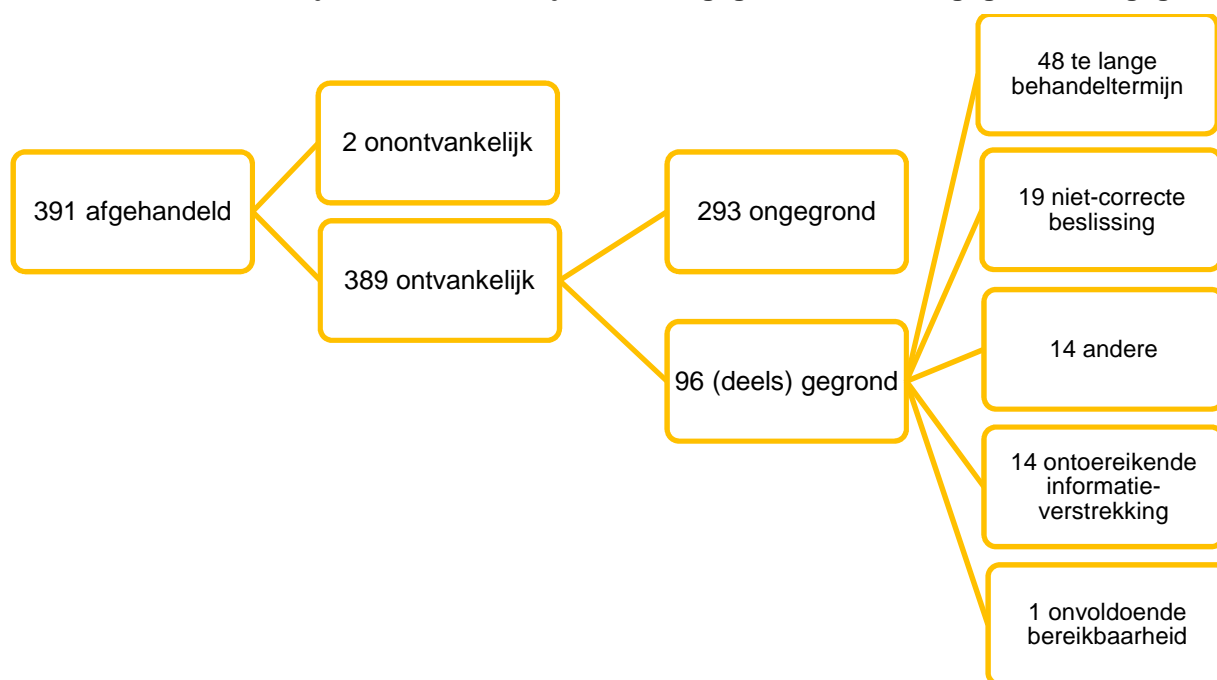 391 afgehandeld
2 onontvankelijk
389 ontvankelijk
293 ongegrond
96 (deels) gegrond
48 te lange
behandeltermijn
19 niet-correcte
beslissing
14 andere
14 ontoereikende
informatie-
verstrekking
1 onvoldoende
bereikbaarheid